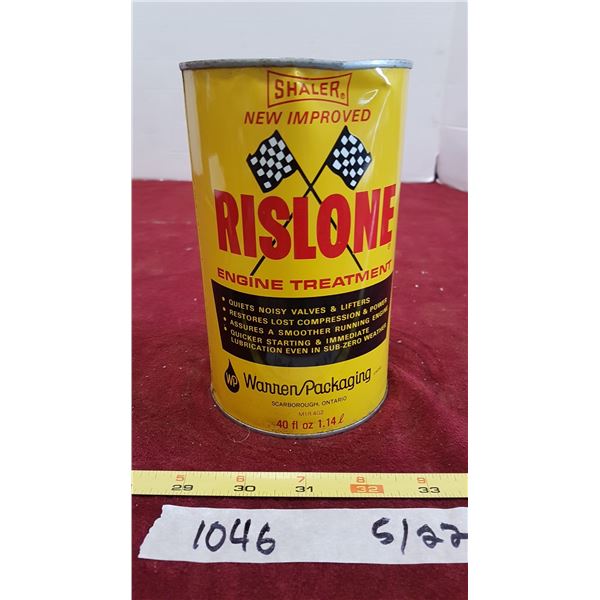 SHALER®
NEW IMPROVED
RISLONE
ENGINE TREATMENT
• QUIETS NOISY VALVES & LIFTERS
• RESTORES LOST COMPRESSION & POWER
• ASSURES A SMOOTHER RUNNING ENGINE
• QUICKER STARTING & IMMEDIATE
LUBRICATION EVEN IN SUB-ZERO WEATHER
WP Warren/Packaging
SCARBOROUGH, ONTARIO
40 fl oz 1.14 ℓ
5 6 7 8 9
29 30 31 32 33
1046 5/22